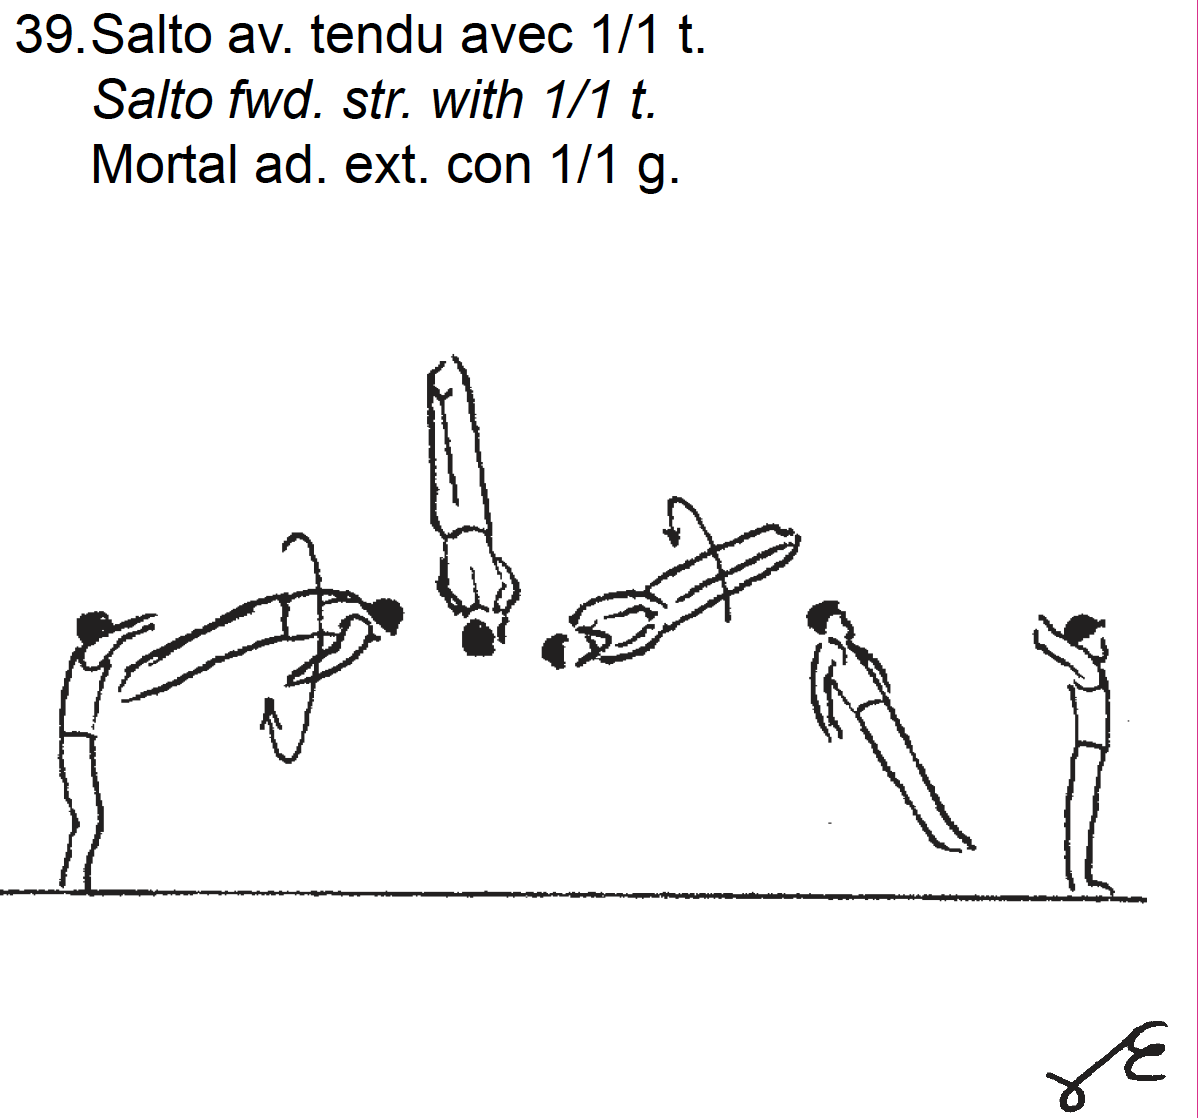 39. Salto av. tendu avec 1/1 t.
Salto fwd. str. with 1/1 t.
Mortal ad. ext. con 1/1 g.